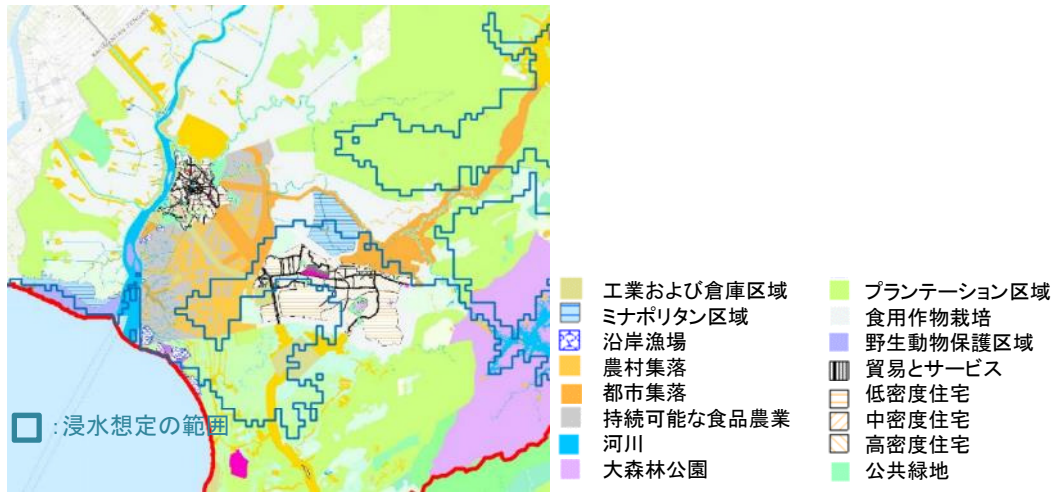 KALIMANTAN TENGAH
□ :浸水想定の範囲
工業および倉庫区域
ミナポリタン区域
沿岸漁場
農村集落
都市集落
持続可能な食品農業
河川
大森林公園
プランテーション区域
食用作物栽培
野生動物保護区域
貿易とサービス
低密度住宅
中密度住宅
高密度住宅
公共緑地